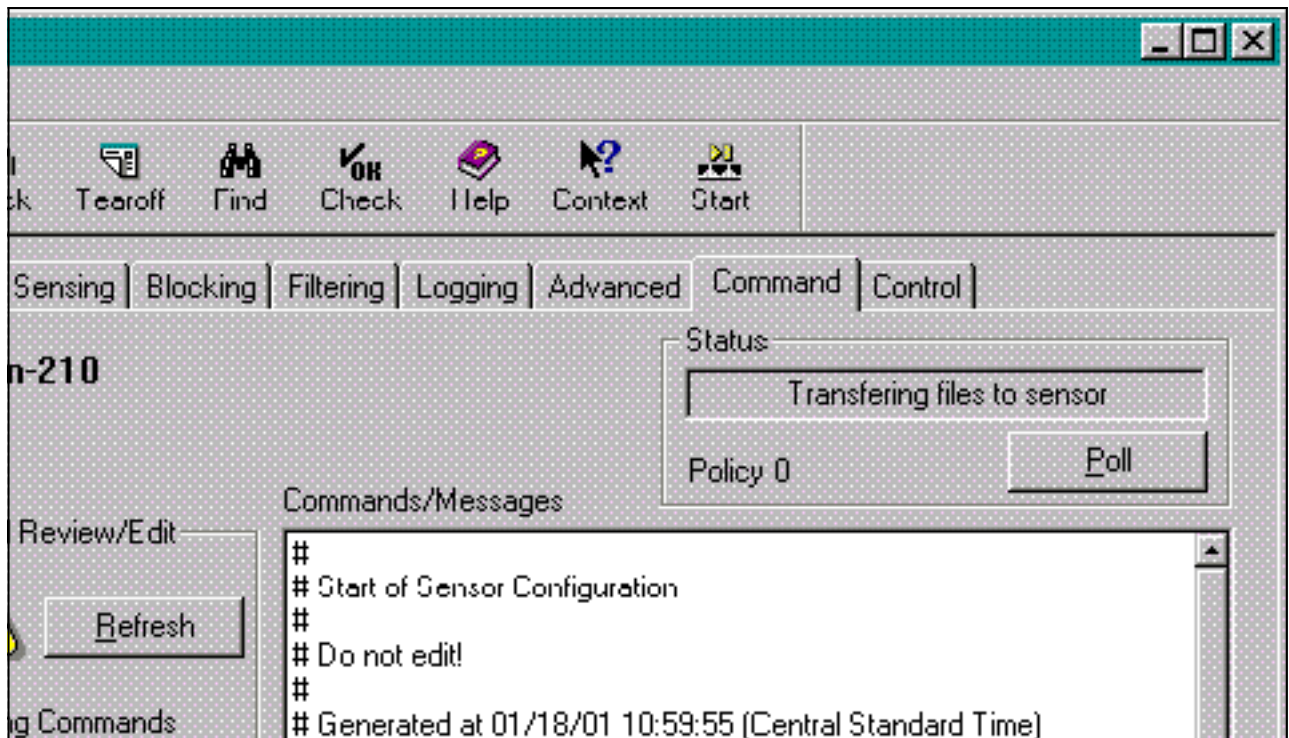 OK
Tearoff Find Check Help Context Start
Sensing Blocking Filtering Logging Advanced Command Control
n-210
Status
Transfering files to sensor
Policy 0
Poll
Commands/Messages
Review/Edit
#
# Start of Sensor Configuration
#
Refresh
# Do not edit!
#
Commands
# Generated at 01/18/01 10:59:55 (Central Standard Time)